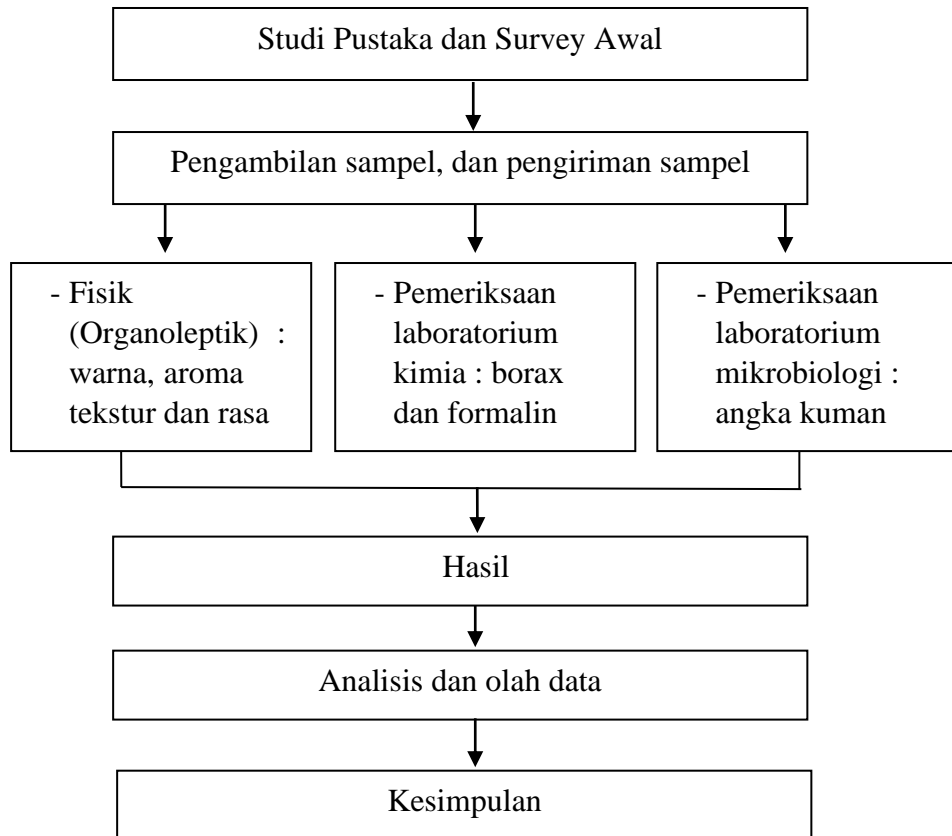 Studi Pustaka dan Survey Awal
Pengambilan sampel, dan pengiriman sampel
- Fisik
(Organoleptik) :
warna, aroma
tekstur dan rasa
- Pemeriksaan
laboratorium
kimia : borax
dan formalin
- Pemeriksaan
laboratorium
mikrobiologi :
angka kuman
Hasil
Analisis dan olah data
Kesimpulan